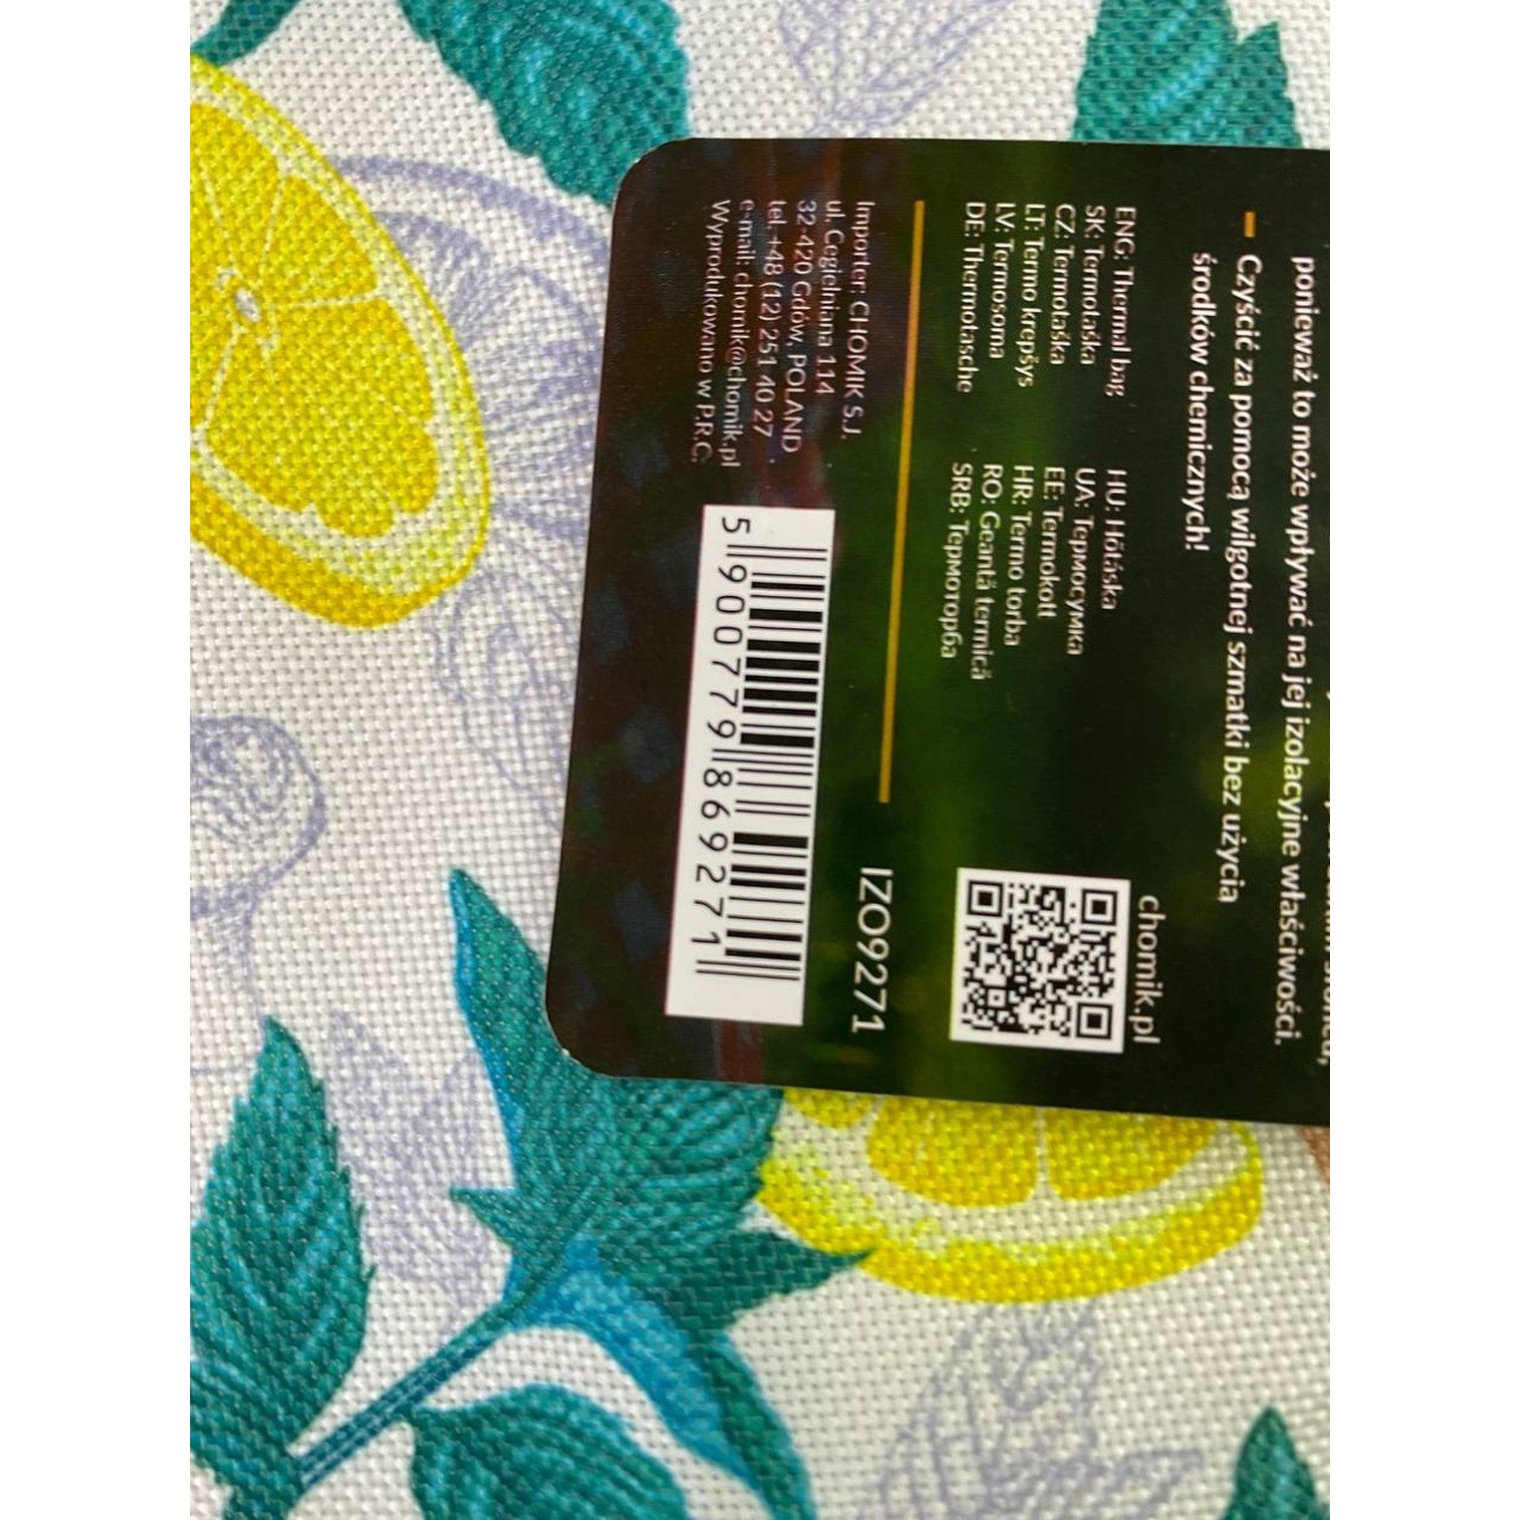 ponieważ to może wpływać na jej izolacyjne właściwości.
– Czyścić za pomocą wilgotnej szmatki bez użycia
środków chemicznych!
chomik.pl
ENG: Thermal bag
SK: Termotaška
CZ: Termotaška
LT: Termo krepšys
LV: Termosoma
DE: Thermotasche
HU: Hőtáska
UA: Термосумка
EE: Termokott
HR: Termo torba
RO: Geantă termică
SRB: Термоторба
IZO9271
Importer: CHOMIK S.J.
ul. Cegielniana 114
32-420 Gdów, POLAND
tel. +48 (12) 251 40 27
e-mail: chomik@chomik.pl
Wyprodukowano w P.R.C.
5 900779 869271